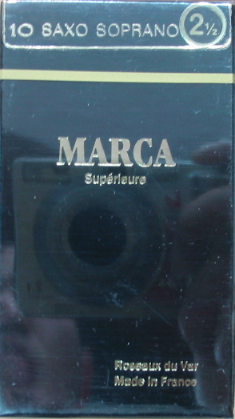 10 SAXO SOPRANO 2½
MARCA
Supérieure
Roseaux du Var
Made in France